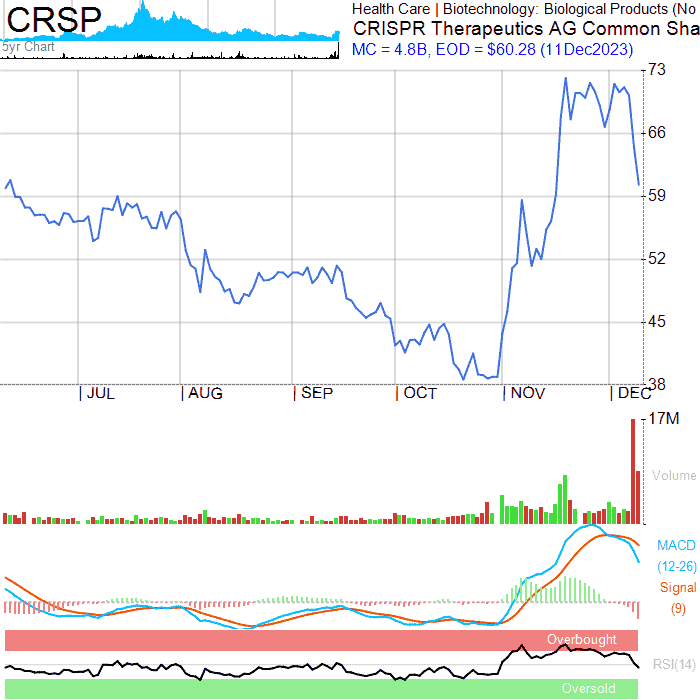 CRSP
5yr Chart
Health Care | Biotechnology: Biological Products (No
CRISPR Therapeutics AG Common Sha
MC = 4.8B, EOD = $60.28 (11Dec2023)
73
66
59
52
45
38
JUL
AUG
SEP
OCT
NOV
DEC
17M
Volume
MACD
(12-26)
Signal
(9)
Overbought
RSI(14)
Oversold